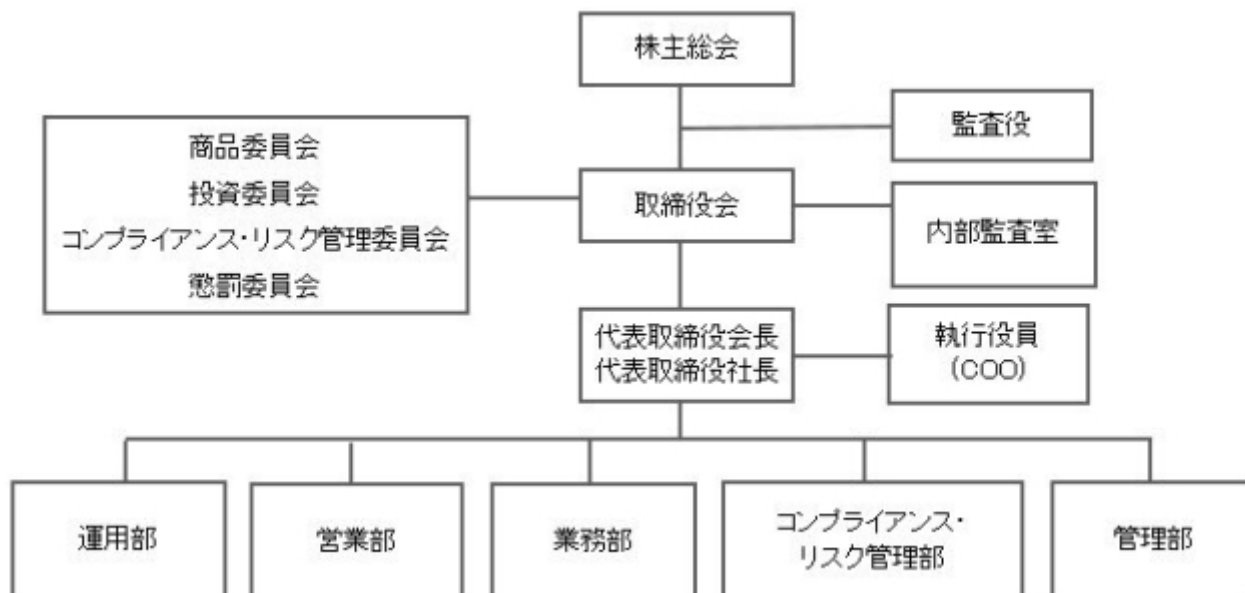 株主総会
監査役
商品委員会
投資委員会
コンプライアンス・リスク管理委員会
懲罰委員会
取締役会
内部監査室
代表取締役会長
代表取締役社長
執行役員
(COO)
運用部
営業部
業務部
コンプライアンス・
リスク管理部
管理部